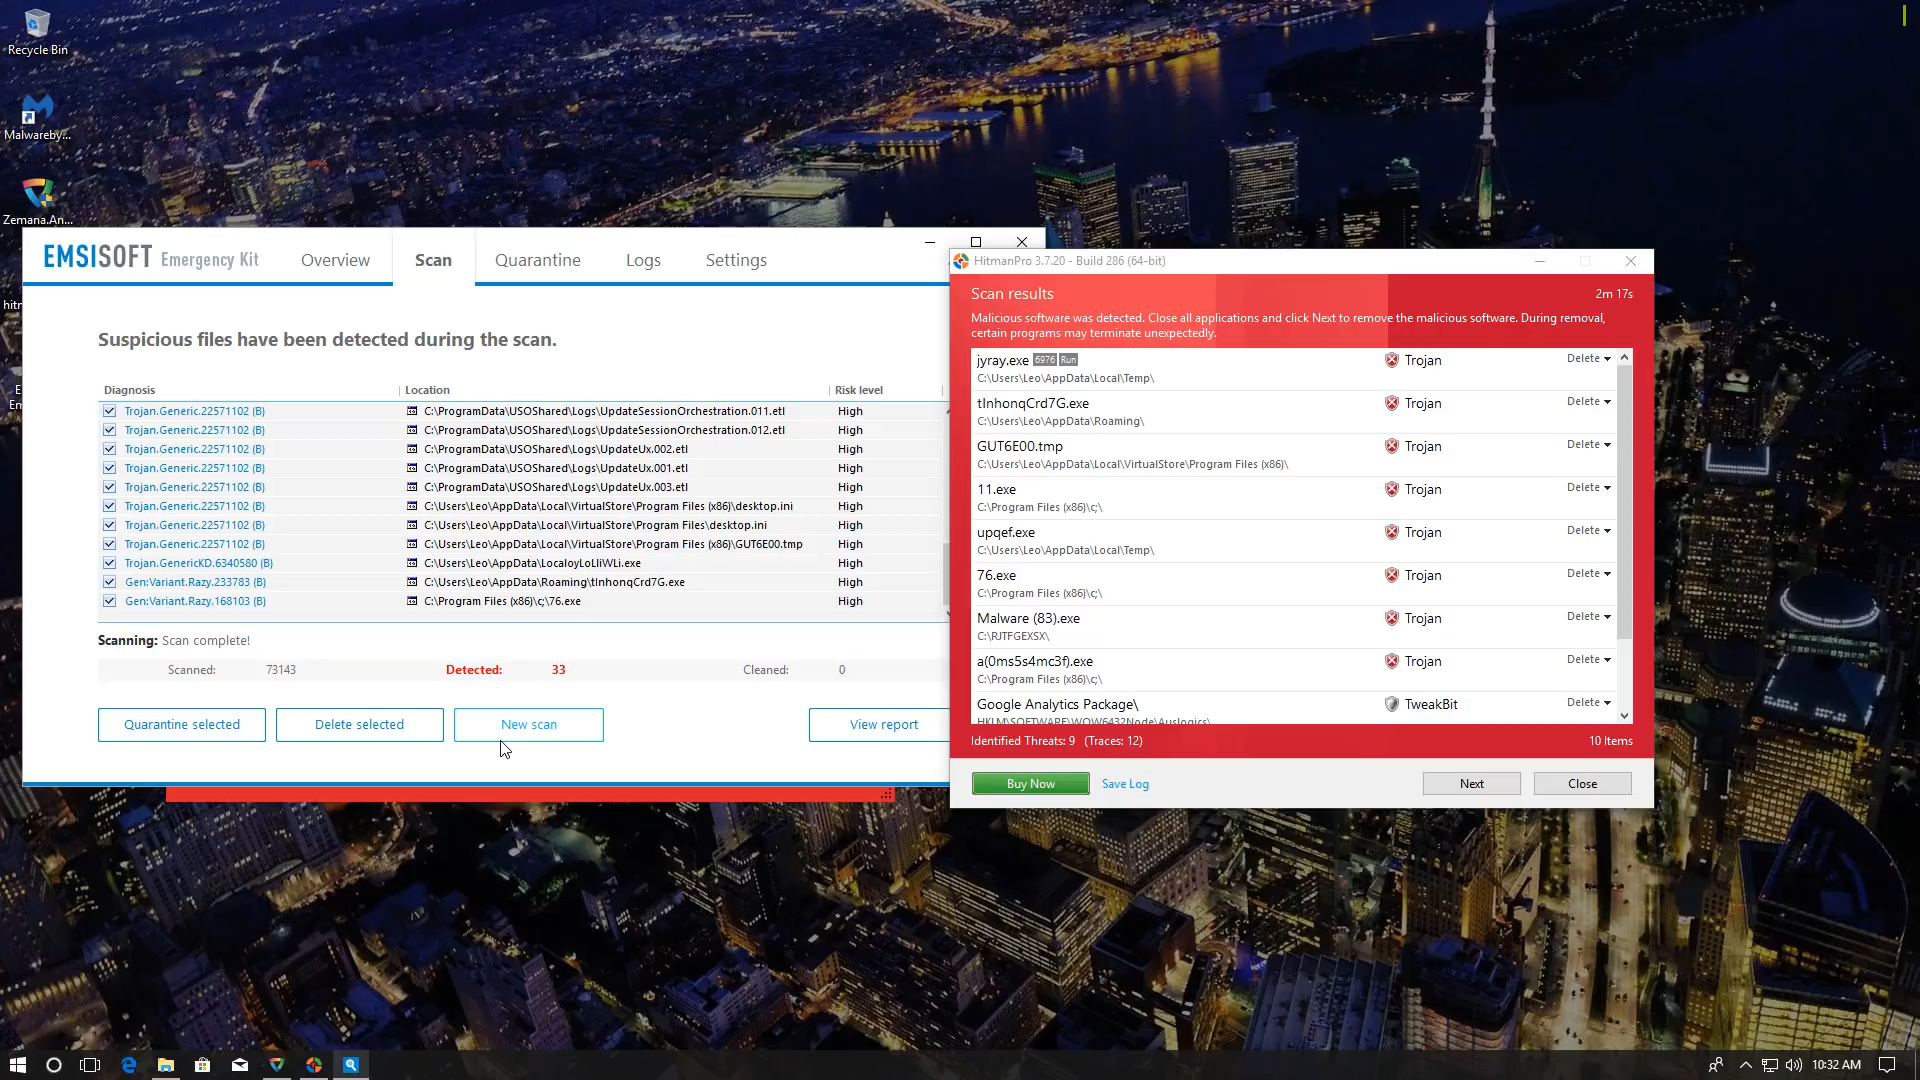 Recycle Bin
Malwareby...
Zemana.An...
EMSISOFT Emergency Kit
Overview
Scan
Quarantine
Logs
Settings
Suspicious files have been detected during the scan.
Diagnosis Location Risk level
Trojan.Generic.22571102 (B) C:\ProgramData\USOShared\Logs\UpdateSessionOrchestration.011.etl High
Trojan.Generic.22571102 (B) C:\ProgramData\USOShared\Logs\UpdateSessionOrchestration.012.etl High
Trojan.Generic.22571102 (B) C:\ProgramData\USOShared\Logs\UpdateUx.002.etl High
Trojan.Generic.22571102 (B) C:\ProgramData\USOShared\Logs\UpdateUx.001.etl High
Trojan.Generic.22571102 (B) C:\ProgramData\USOShared\Logs\UpdateUx.003.etl High
Trojan.Generic.22571102 (B) C:\Users\Leo\AppData\Local\VirtualStore\Program Files (x86)\desktop.ini High
Trojan.Generic.22571102 (B) C:\Users\Leo\AppData\Local\VirtualStore\Program Files\desktop.ini High
Trojan.Generic.22571102 (B) C:\Users\Leo\AppData\Local\VirtualStore\Program Files (x86)\GUT6E00.tmp High
Trojan.GenericKD.6340580 (B) C:\Users\Leo\AppData\LocaloyLoLliWLi.exe High
Gen:Variant.Razy.233783 (B) C:\Users\Leo\AppData\Roaming\tInhonqCrd7G.exe High
Gen:Variant.Razy.168103 (B) C:\Program Files (x86)\c;\76.exe High
Scanning: Scan complete!
Scanned: 73143 Detected: 33 Cleaned: 0
Quarantine selected
Delete selected
New scan
View report
HitmanPro 3.7.20 - Build 286 (64-bit)
Scan results 2m 17s
Malicious software was detected. Close all applications and click Next to remove the malicious software. During removal,
certain programs may terminate unexpectedly.
jyray.exe 6976 Run Trojan Delete
C:\Users\Leo\AppData\Local\Temp\
tInhonqCrd7G.exe Trojan Delete
C:\Users\Leo\AppData\Roaming\
GUT6E00.tmp Trojan Delete
C:\Users\Leo\AppData\Local\VirtualStore\Program Files (x86)\
11.exe Trojan Delete
C:\Program Files (x86)\c;\
upqef.exe Trojan Delete
C:\Users\Leo\AppData\Local\Temp\
76.exe Trojan Delete
C:\Program Files (x86)\c;\
Malware (83).exe Trojan Delete
C:\RJTFGEXSX\
a(0ms5s4mc3f).exe Trojan Delete
C:\Program Files (x86)\c;\
Google Analytics Package\ TweakBit Delete
HKLM\SOFTWARE\WOW6432Node\Auslogics\
Identified Threats: 9 (Traces: 12) 10 Items
Buy Now
Save Log
Next
Close
10:32 AM